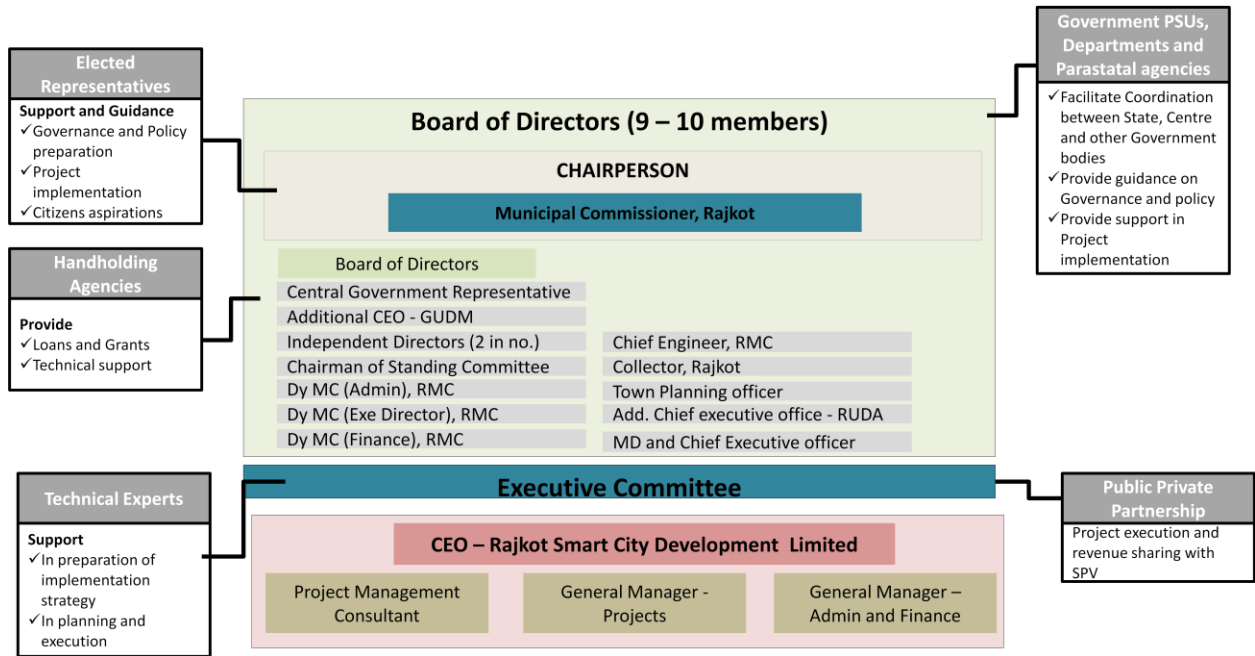 Elected
Representatives
Support and Guidance
✓Governance and Policy
preparation
✓Project
implementation
✓Citizens aspirations
Handholding
Agencies
Provide
✓Loans and Grants
✓Technical support
Technical Experts
Support
✓In preparation of
implementation
strategy
✓In planning and
execution
Board of Directors (9 – 10 members)
CHAIRPERSON
Municipal Commissioner, Rajkot
Board of Directors
Central Government Representative
Additional CEO - GUDM
Independent Directors (2 in no.)
Chairman of Standing Committee
Dy MC (Admin), RMC
Dy MC (Exe Director), RMC
Dy MC (Finance), RMC
Chief Engineer, RMC
Collector, Rajkot
Town Planning officer
Add. Chief executive office - RUDA
MD and Chief Executive officer
Executive Committee
CEO – Rajkot Smart City Development Limited
Project Management
Consultant
General Manager -
Projects
General Manager –
Admin and Finance
Government PSUs,
Departments and
Parastatal agencies
✓Facilitate Coordination
between State, Centre
and other Government
bodies
✓Provide guidance on
Governance and policy
✓Provide support in
Project
implementation
Public Private
Partnership
Project execution and
revenue sharing with
SPV